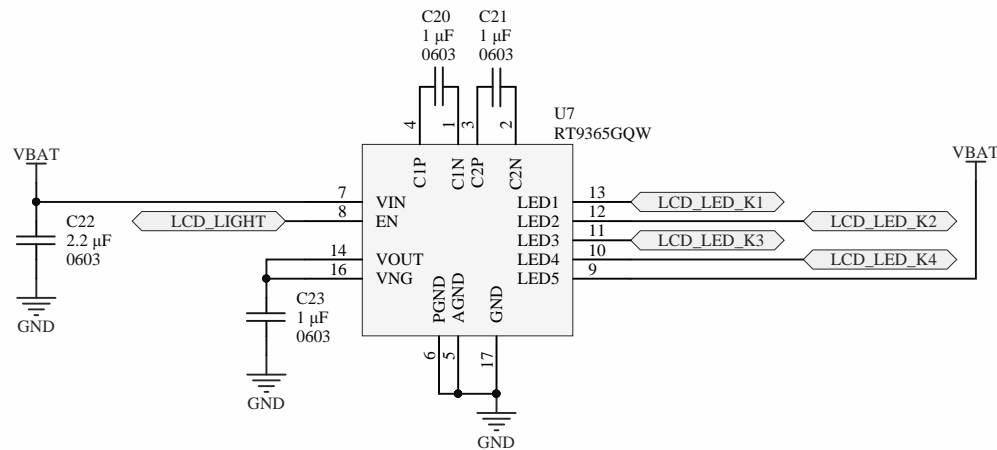 C20
1 µF
0603
C21
1 µF
0603
U7
RT9365GQW
4
1
3
2
C1P
C1N
C2P
C2N
VBAT
VBAT
7
VIN
8
EN
LCD_LIGHT
C22
2.2 µF
0603
GND
14
VOUT
16
VNG
C23
1 µF
0603
GND
LED1
13
LCD_LED_K1
LED2
12
LCD_LED_K2
LED3
11
LCD_LED_K3
LED4
10
LCD_LED_K4
LED5
9
PGND
AGND
GND
6
5
17
GND